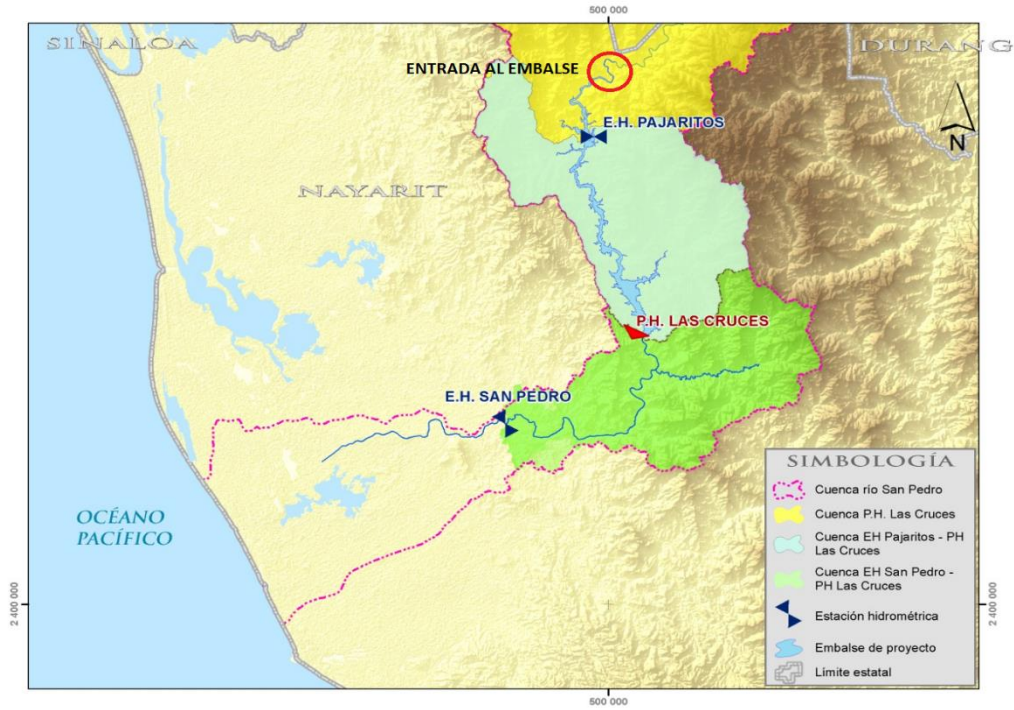 500 000
SINALOA
DURANG
ENTRADA AL EMBALSE
E.H. PAJARITOS
N
NAYARIT
P.H. LAS CRUCES
E.H. SAN PEDRO
OCÉANO
PACÍFICO
2 400 000
2 400 000
SIMBOLOGÍA
Cuenca río San Pedro
Cuenca P.H. Las Cruces
Cuenca EH Pajaritos - PH
Las Cruces
Cuenca EH San Pedro -
PH Las Cruces
Estación hidrométrica
Embalse de proyecto
Límite estatal
500 000